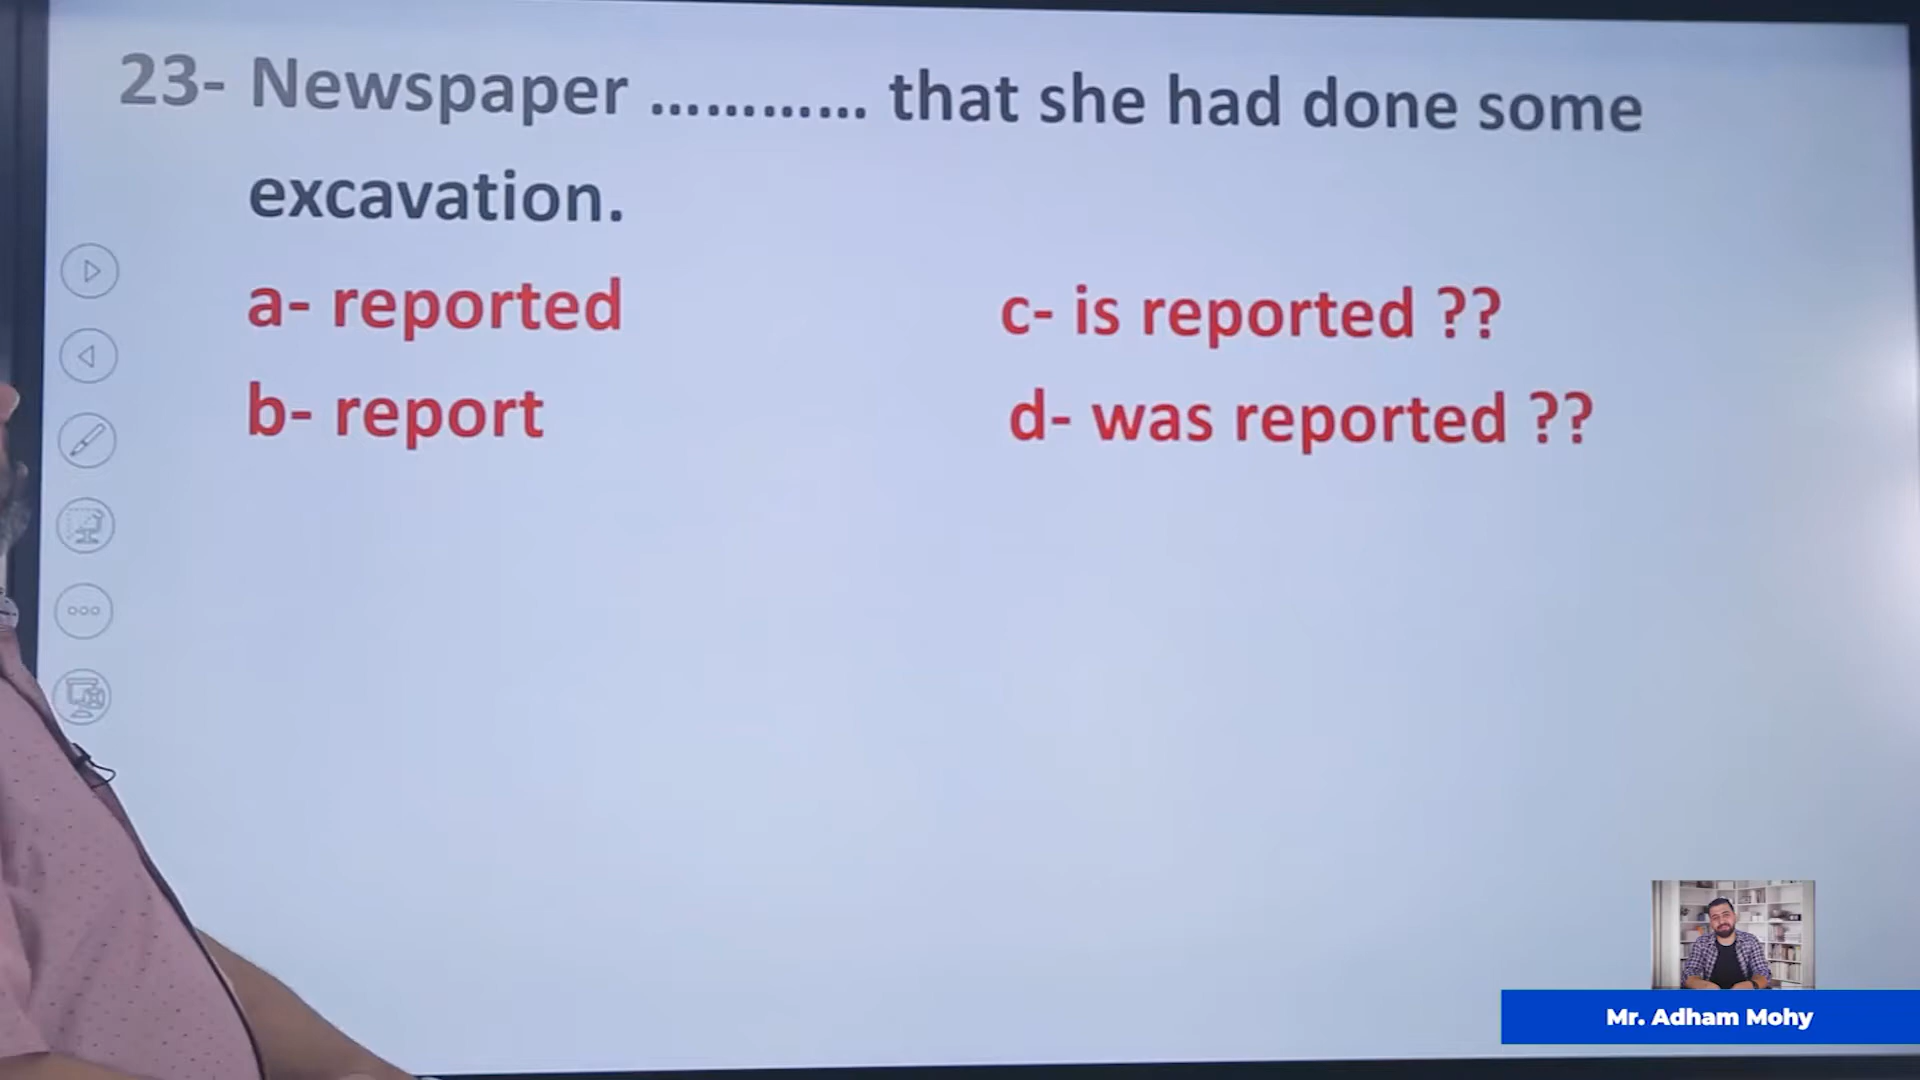 23- Newspaper ............ that she had done some
excavation.
a- reported
c- is reported ??
b- report
d- was reported ??
Mr. Adham Mohy